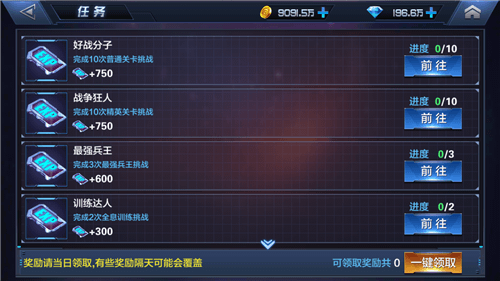 任务
9091.5万
196.6万
好战分子
完成10次普通关卡挑战
+750
进度 0/10
前往
战争狂人
完成10次精英关卡挑战
+750
进度 0/10
前往
最强兵王
完成3次最强兵王挑战
+600
进度 0/3
前往
训练达人
完成2次全息训练挑战
+300
进度 0/2
前往
EXP
EXP
EXP
EXP
奖励请当日领取,有些奖励隔天可能会覆盖
可领取奖励共 0
一键领取